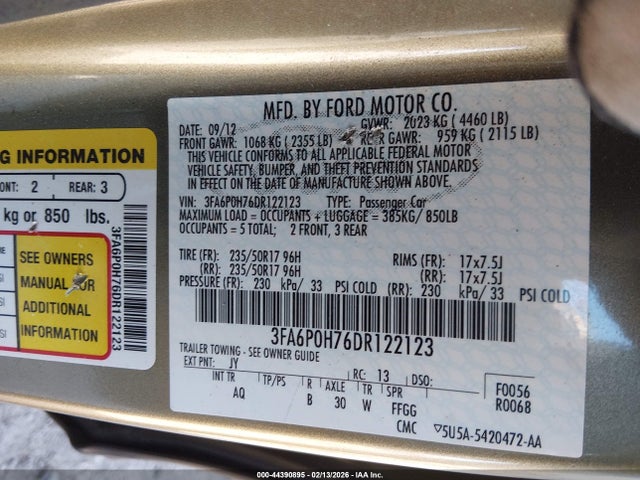 MFD. BY FORD MOTOR CO.
DATE: 09/12 GVWR: 2023 KG ( 4460 LB)
FRONT GAWR: 1068 KG ( 2355 LB) REAR GAWR: 959 KG ( 2115 LB)
THIS VEHICLE CONFORMS TO ALL APPLICABLE FEDERAL MOTOR
VEHICLE SAFETY, BUMPER, AND THEFT PREVENTION STANDARDS
IN EFFECT ON THE DATE OF MANUFACTURE SHOWN ABOVE.
VIN: 3FA6P0H76DR122123 TYPE: Passenger Car
MAXIMUM LOAD = OCCUPANTS + LUGGAGE = 385KG/ 850LB
OCCUPANTS = 5 TOTAL; 2 FRONT, 3 REAR
TIRE (FR): 235/50R17 96H RIMS (FR): 17x7.5J
(RR): 235/50R17 96H (RR): 17x7.5J
PRESSURE (FR): 230 kPa/ 33 PSI COLD (RR): 230 kPa/ 33 PSI COLD
3FA6P0H76DR122123
TRAILER TOWING - SEE OWNER GUIDE
EXT PNT: JY RC: 13 DSO:
INT TR TP/PS R AXLE TR SPR F0056
AQ B 30 W FFGG R0068
CMC ▽5U5A-5420472-AA
G INFORMATION
ONT: 2 REAR: 3
kg or 850 lbs.
SEE OWNERS
MANUAL FOR
ADDITIONAL
INFORMATION
3FA6P0H76DR122123
000-44390895 - 02/13/2026 - IAA Chicago-North